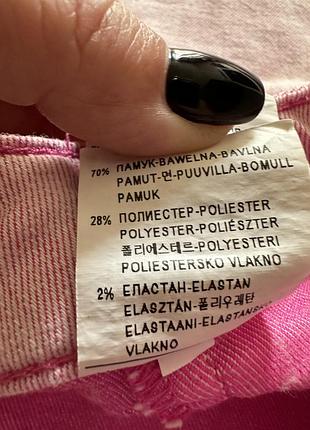 70% ПАМУК-BAWEŁNA-BAVLNA
PAMUT-면-PUUVILLA-BOMULL
PAMUK
28% ПОЛИЕСТЕР-POLIESTER
POLYESTER-POLIÉSZTER
폴리에스테르-POLYESTERI
POLIESTERSKO VLAKNO
2% ЕЛАСТАН-ELASTAN
ELASZTÁN-폴리우레탄
ELASTAANI-ELASTANSKO
VLAKNO